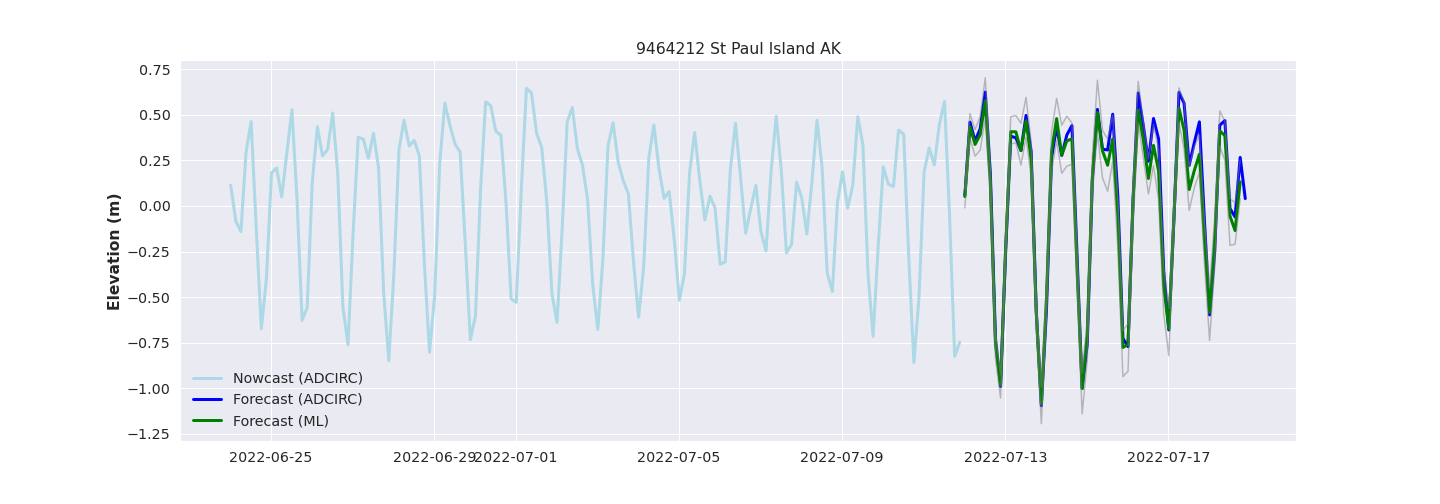 9464212 St Paul Island AK
Elevation (m)
0.75
0.50
0.25
0.00
−0.25
−0.50
−0.75
−1.00
−1.25
Nowcast (ADCIRC)
Forecast (ADCIRC)
Forecast (ML)
2022-06-25 2022-06-29 2022-07-01 2022-07-05 2022-07-09 2022-07-13 2022-07-17